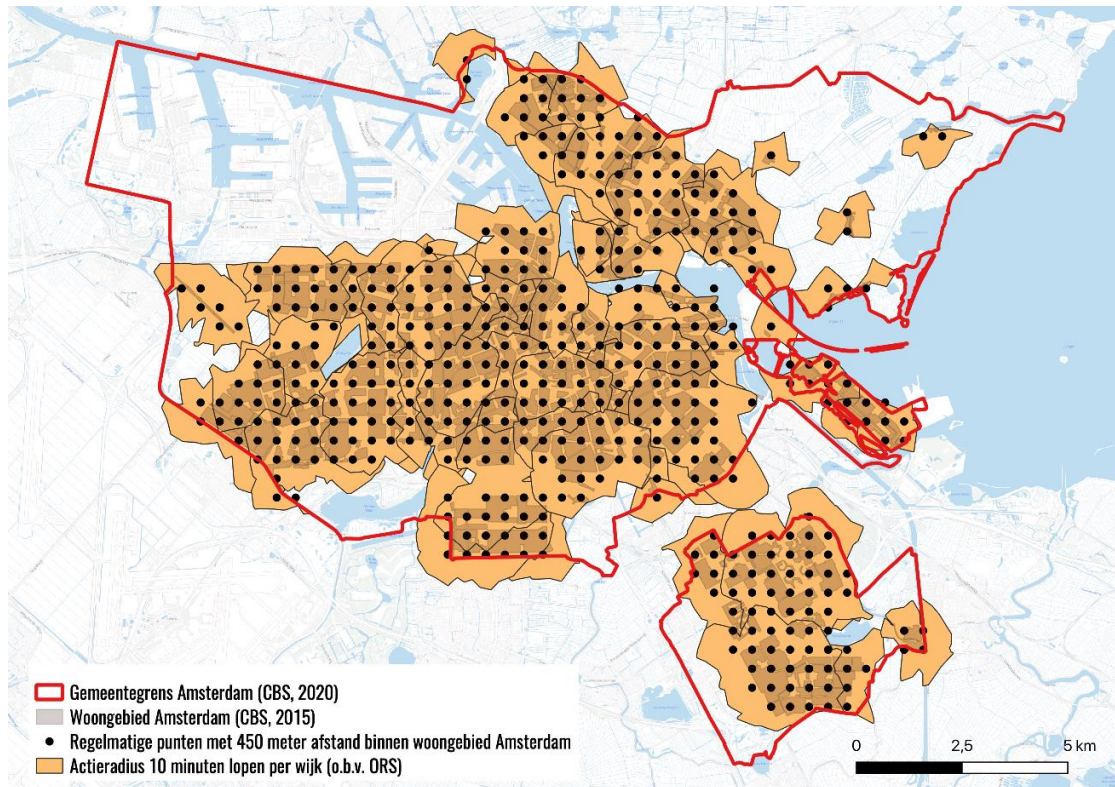 Gemeentegrens Amsterdam (CBS, 2020)
Woongebied Amsterdam (CBS, 2015)
Regelmatige punten met 450 meter afstand binnen woongebied Amsterdam
Actieradius 10 minuten lopen per wijk (o.b.v. ORS)
0 2,5 5 km